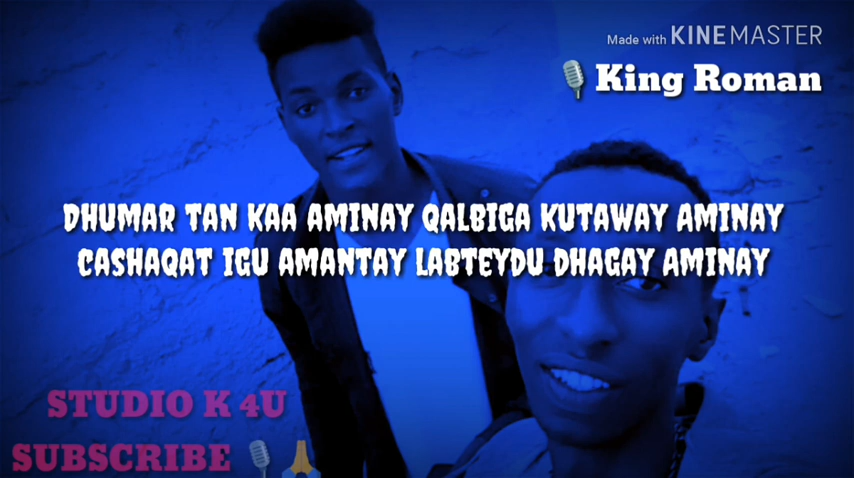 Made with KINEMASTER
King Roman
DHUMAR TAN KAA AMINAY QALBIGA KUTAWAY AMINAY
CASHAQAT IGU AMANTAY LABTEYDU DHAGAY AMINAY
STUDIO K 4U
SUBSCRIBE